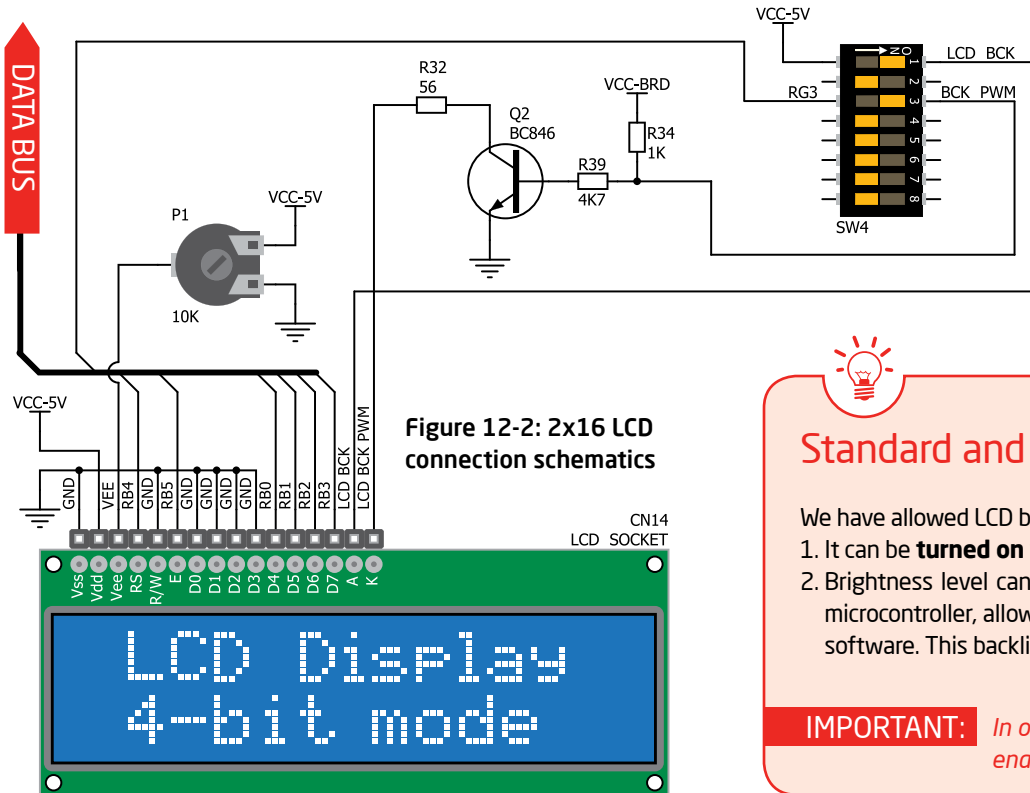 DATA BUS
VCC-5V
R32
56
VCC-BRD
Q2
BC846
R34
1K
R39
4K7
RG3
O
N
1
2
3
4
5
6
7
8
LCD BCK
BCK PWM
SW4
P1
VCC-5V
10K
VCC-5V
Figure 12-2: 2x16 LCD
connection schematics
GND
VEE
RB4
GND
RB5
GND
GND
GND
GND
RB0
RB1
RB2
RB3
LCD BCK
LCD BCK PWM
CN14
LCD SOCKET
Vss
Vdd
Vee
RS
R/W
E
D0
D1
D2
D3
D4
D5
D6
D7
A
K
LCD Display
4-bit mode
Standard and
We have allowed LCD b
1. It can be turned on
2. Brightness level can
microcontroller, allow
software. This backli
IMPORTANT:
In o
ena